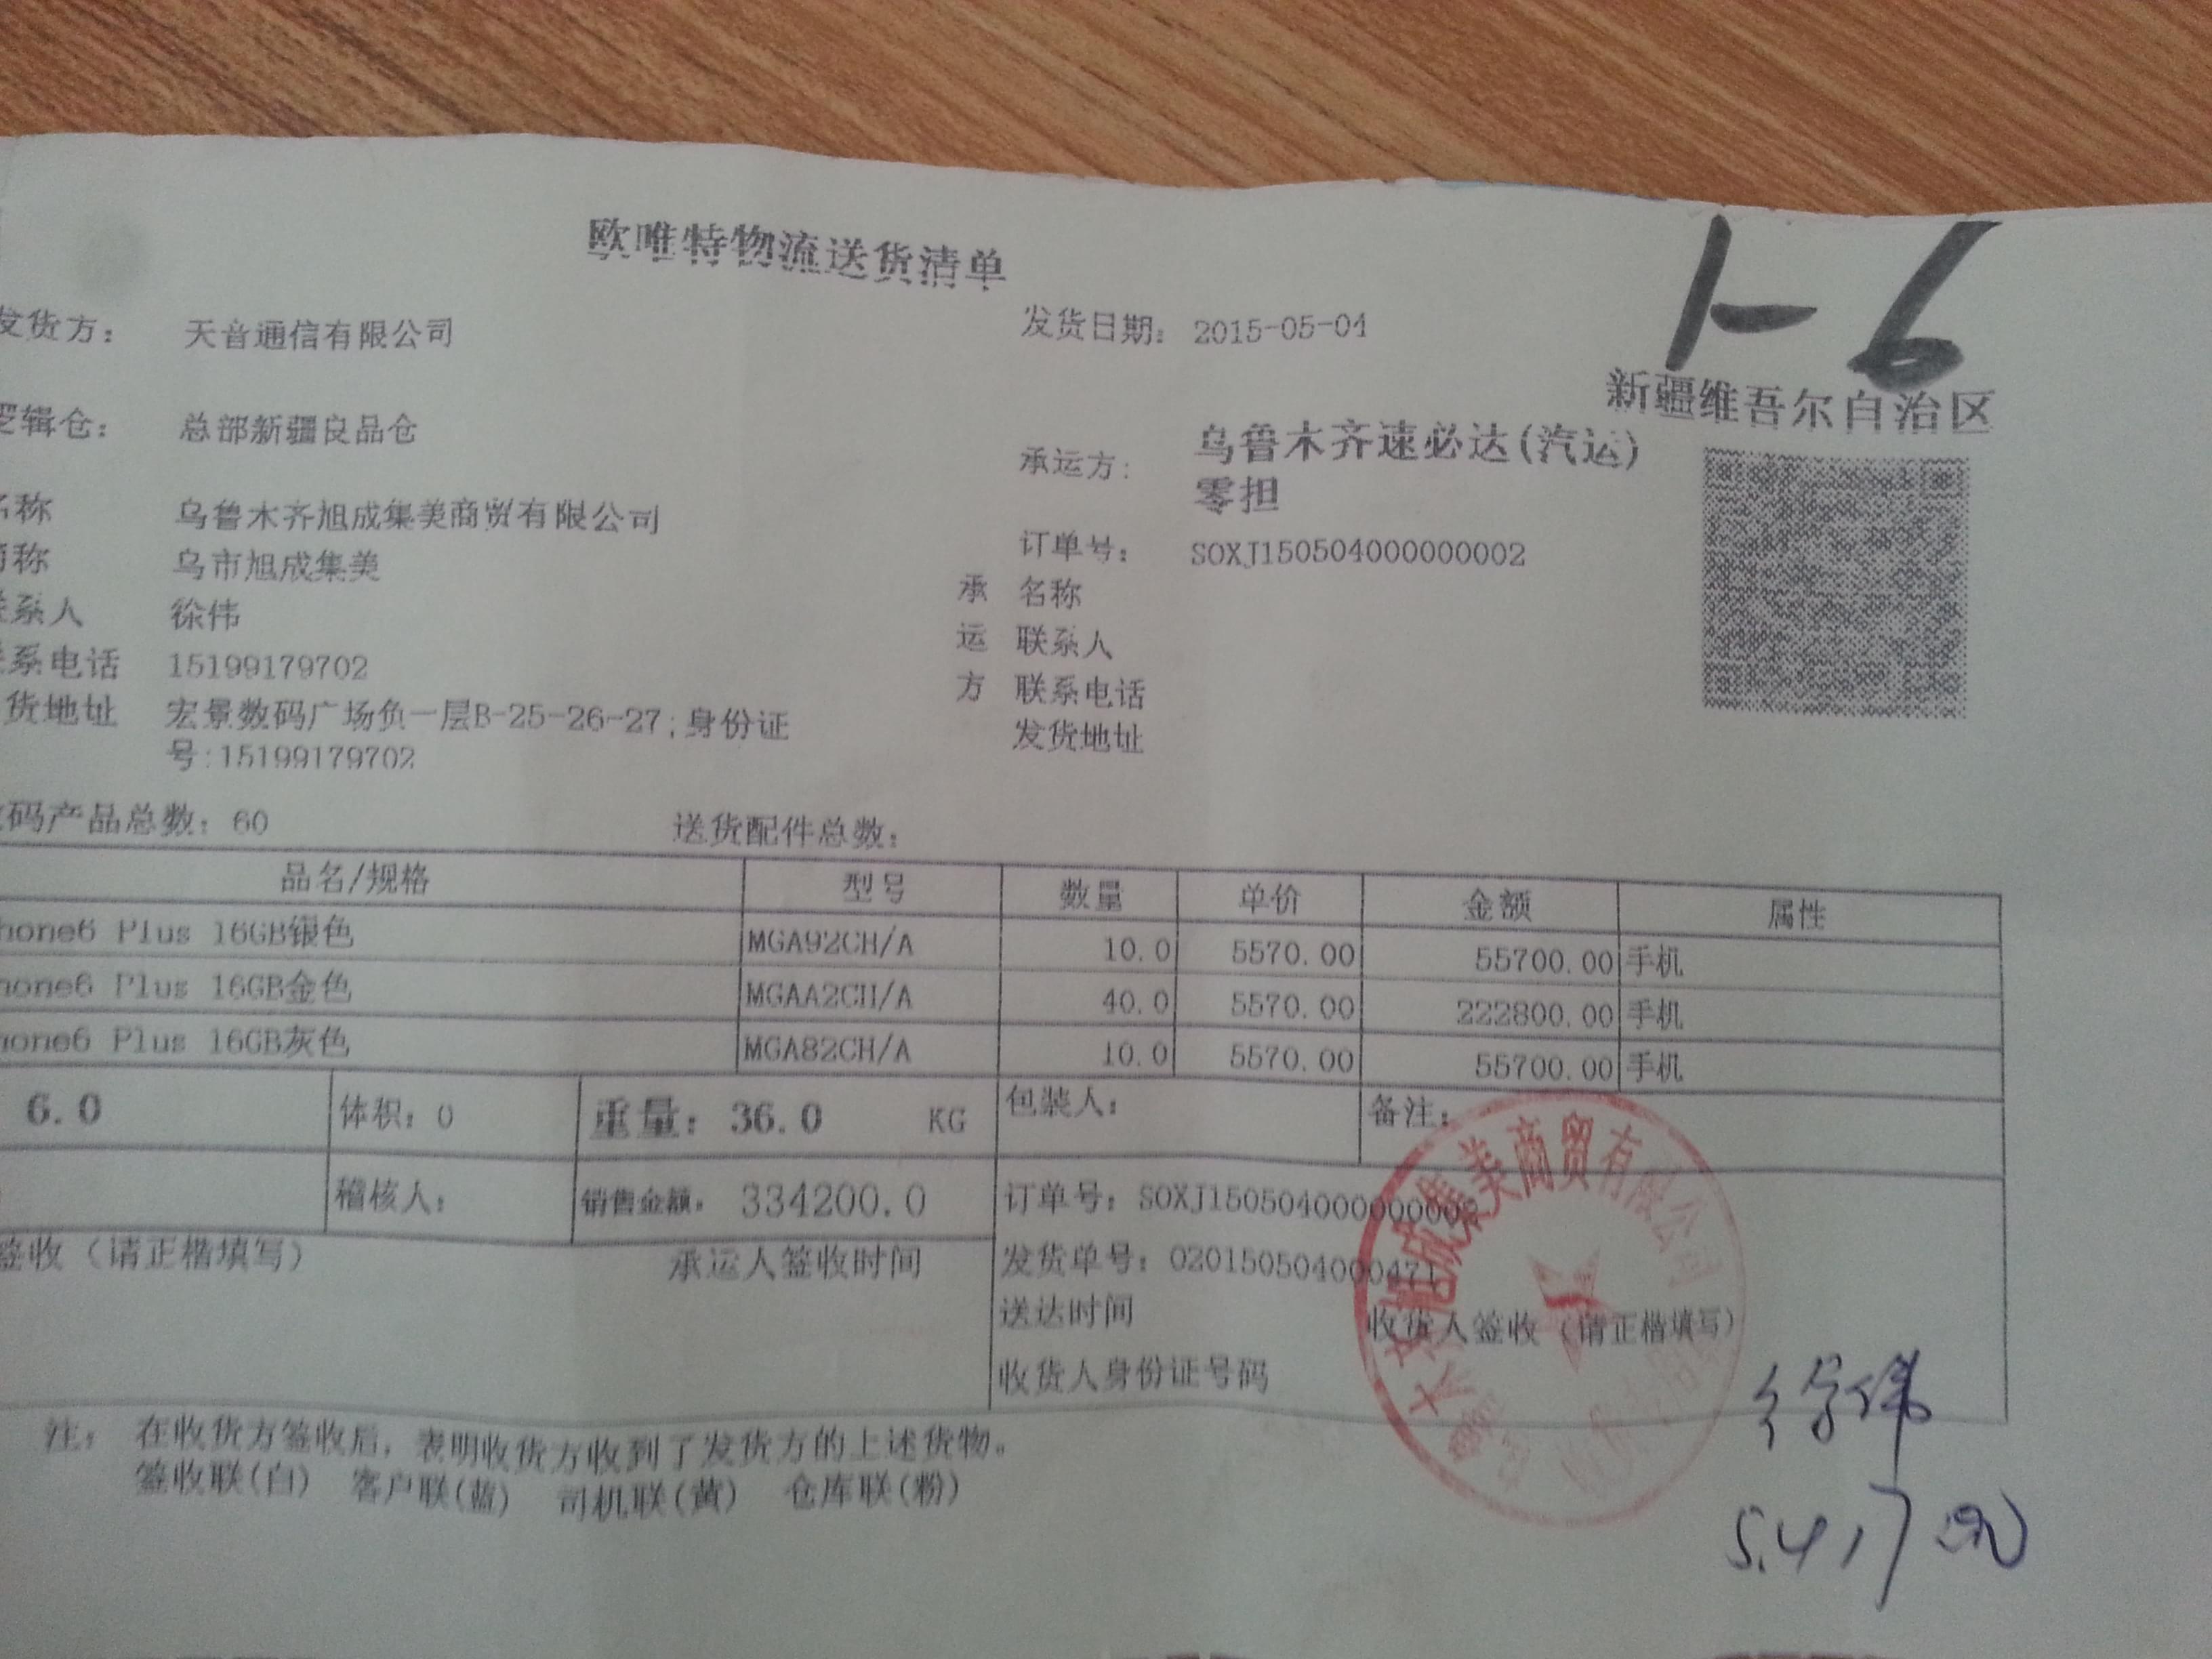 1-6
欧唯特物流送货清单
发货方： 天音通信有限公司 发货日期： 2015-05-04
新疆维吾尔自治区
逻辑仓： 总部新疆良品仓 承运方： 乌鲁木齐速必达(汽运)
零担
名称 乌鲁木齐旭成集美商贸有限公司 订单号： SOXJ150504000000002
简称 乌市旭成集美 承 名称
联系人 徐伟 运 联系人
联系电话 15199179702 方 联系电话
货地址 宏景数码广场负一层B-25-26-27;身份证 发货地址
号:15199179702
数码产品总数：60 送货配件总数：
品名/规格 型号 数量 单价 金额 属性
hone6 Plus 16GB银色 MGA92CH/A 10.0 5570.00 55700.00 手机
hone6 Plus 16GB金色 MGAA2CH/A 40.0 5570.00 222800.00 手机
hone6 Plus 16GB灰色 MGA82CH/A 10.0 5570.00 55700.00 手机
6.0 体积：0 重量：36.0 KG 包装人： 备注：
稽核人： 销售金额：334200.0 订单号：SOXJ150504000000002
签收（请正楷填写） 承运人签收时间 发货单号：020150504000471
送达时间 收货人签收（请正楷填写）
收货人身份证号码
徐伟
5.4 17
注： 在收货方签收后，表明收货方收到了发货方的上述货物。
签收联(白) 客户联(蓝) 司机联(黄) 仓库联(粉)
木齐旭成集美商贸有限公司